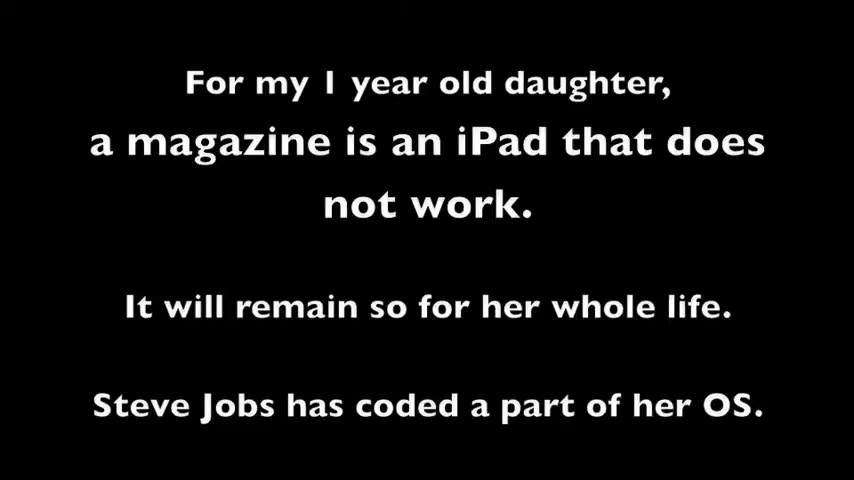 For my 1 year old daughter,
a magazine is an iPad that does
not work.
It will remain so for her whole life.
Steve Jobs has coded a part of her OS.